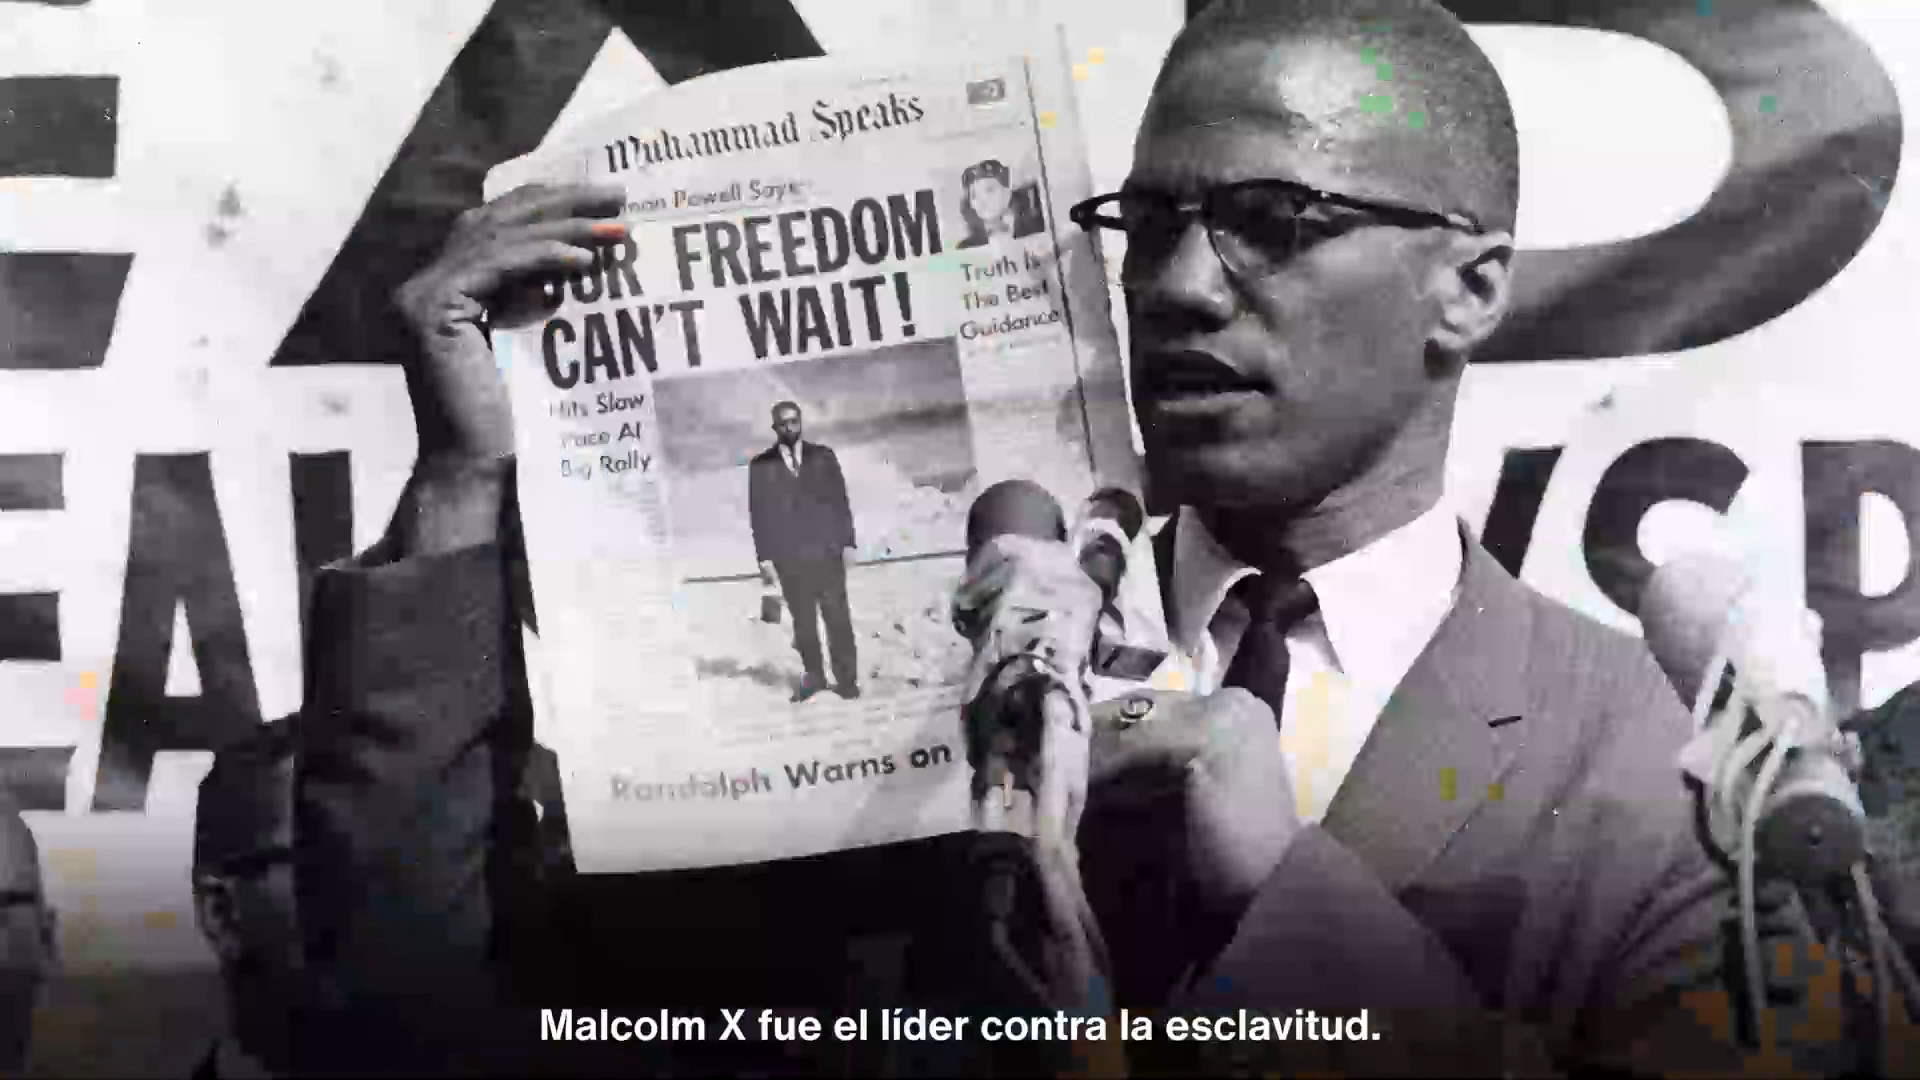 Muhammad Speaks
Powell Says:
OUR FREEDOM
CAN'T WAIT!
Truth Is
The Best
Guidance
Hits Slow
Pace At
Big Rally
Randolph Warns on
Malcolm X fue el líder contra la esclavitud.